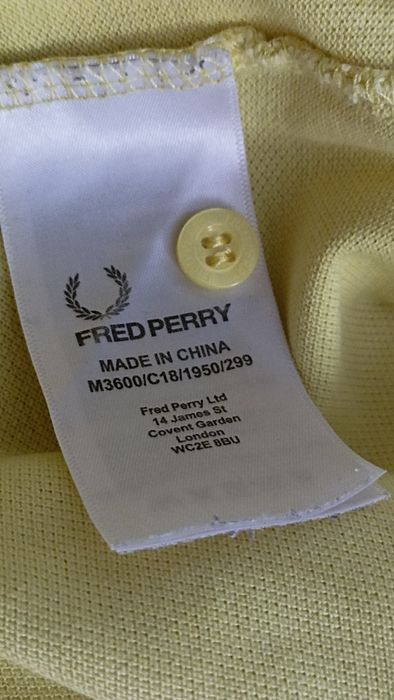 FRED PERRY
MADE IN CHINA
M3600/C18/1950/299
Fred Perry Ltd
14 James St
Covent Garden
London
WC2E 8BU